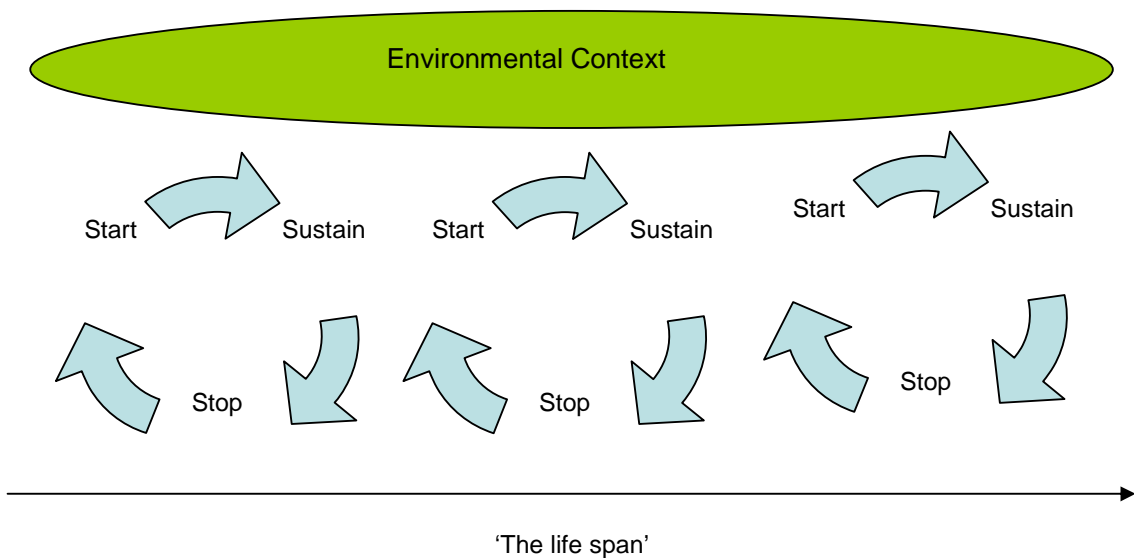 Environmental Context
Start
Sustain
Stop
Start
Sustain
Stop
Start
Sustain
Stop
‘The life span’